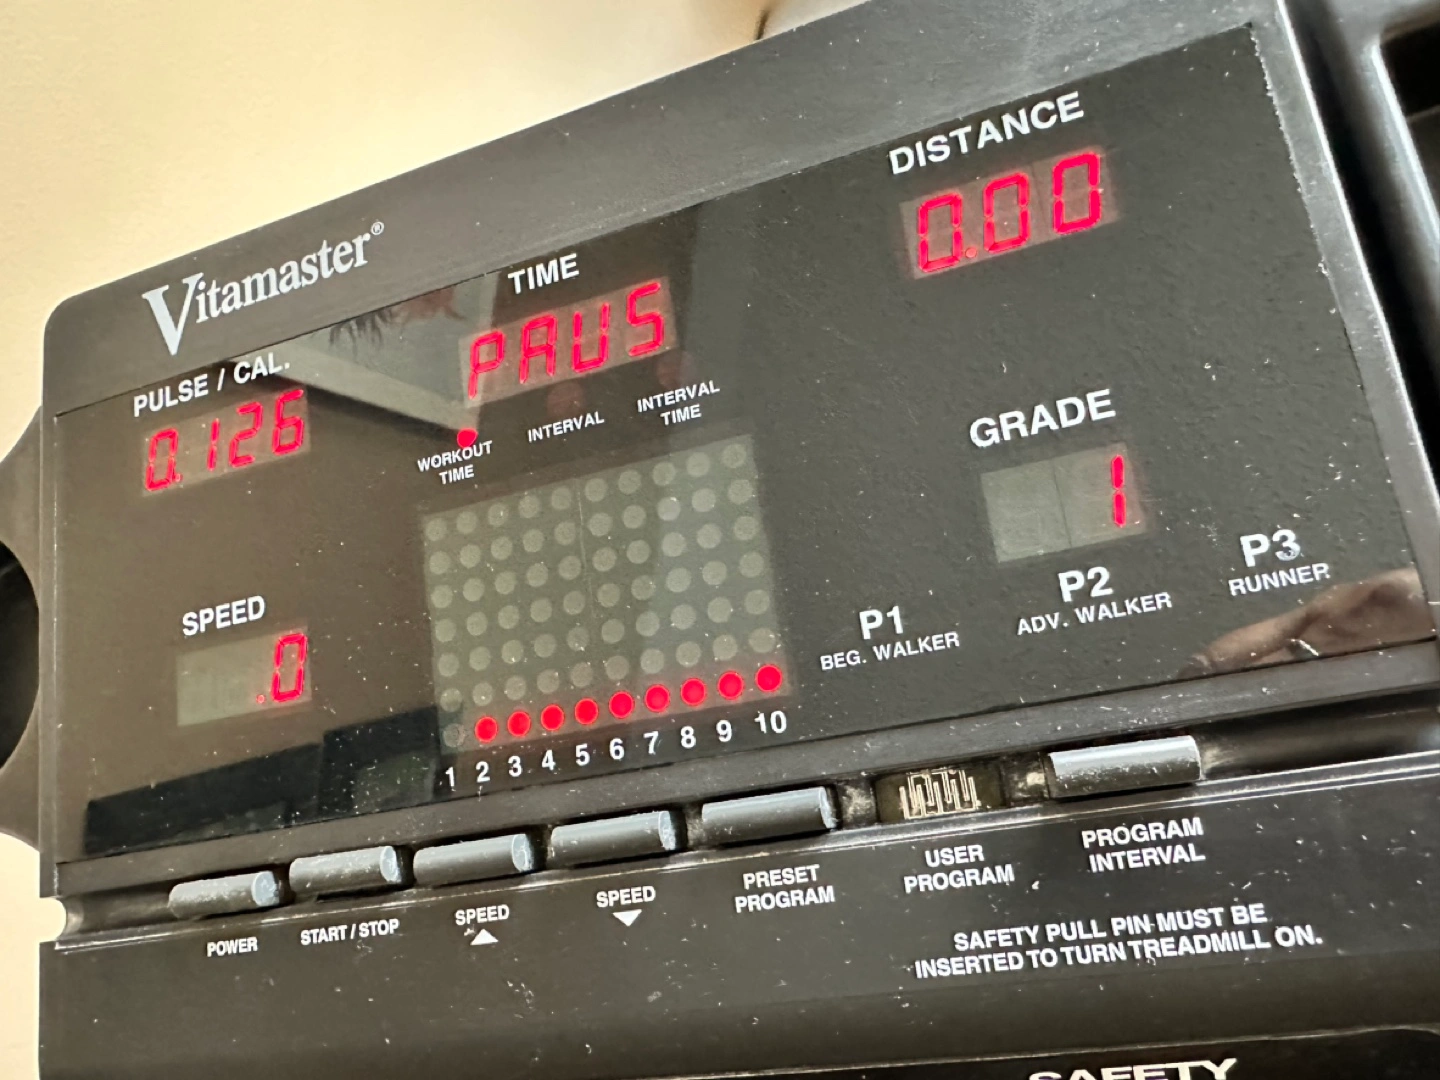 Vitamaster®
DISTANCE
0.00
TIME
PAUS
PULSE / CAL.
0.126
WORKOUT
TIME
INTERVAL
INTERVAL
TIME
GRADE
1
SPEED
.0
P1
BEG. WALKER
P2
ADV. WALKER
P3
RUNNER
1 2 3 4 5 6 7 8 9 10
POWER
START / STOP
SPEED
SPEED
PRESET
PROGRAM
USER
PROGRAM
PROGRAM
INTERVAL
SAFETY PULL PIN MUST BE
INSERTED TO TURN TREADMILL ON.
SAFETY